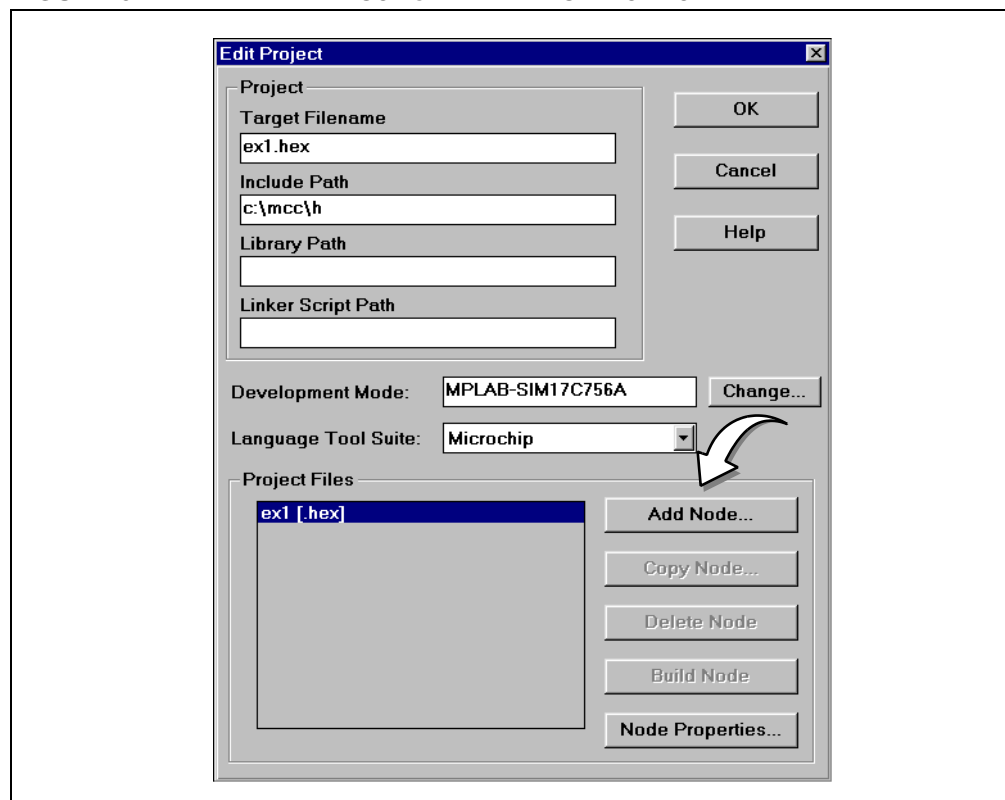 Edit Project
Project
Target Filename
ex1.hex
Include Path
c:\mcc\h
Library Path
Linker Script Path
OK
Cancel
Help
Development Mode:
MPLAB-SIM17C756A
Change...
Language Tool Suite:
Microchip
Project Files
ex1 [.hex]
Add Node...
Copy Node...
Delete Node
Build Node
Node Properties...